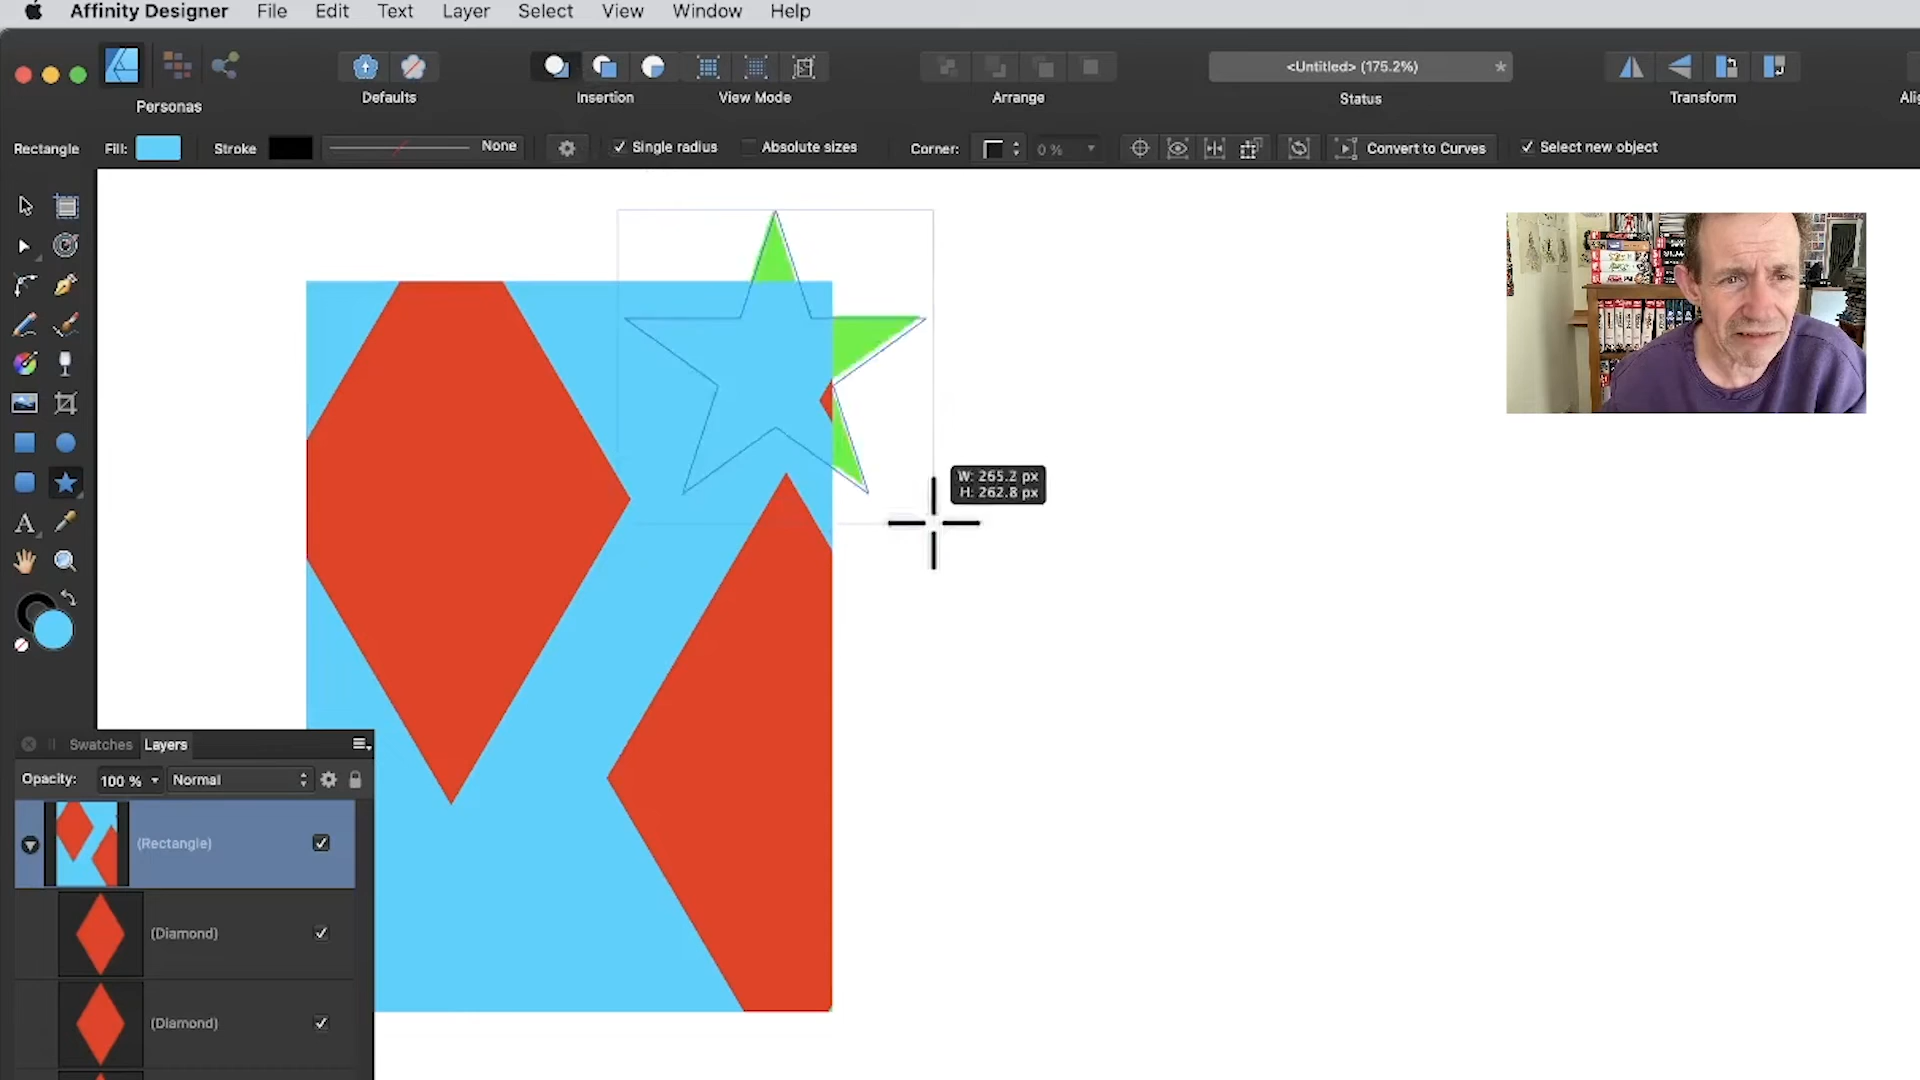 Affinity Designer File Edit Text Layer Select View Window Help
<Untitled> (175.2%) *
Personas Defaults Insertion View Mode Arrange Status Transform
Rectangle Fill: Stroke None Single radius Absolute sizes Corner: 0 % Convert to Curves Select new object
W: 265.2 px
H: 262.8 px
A
Swatches Layers
Opacity: 100 % Normal
(Rectangle)
(Diamond)
(Diamond)